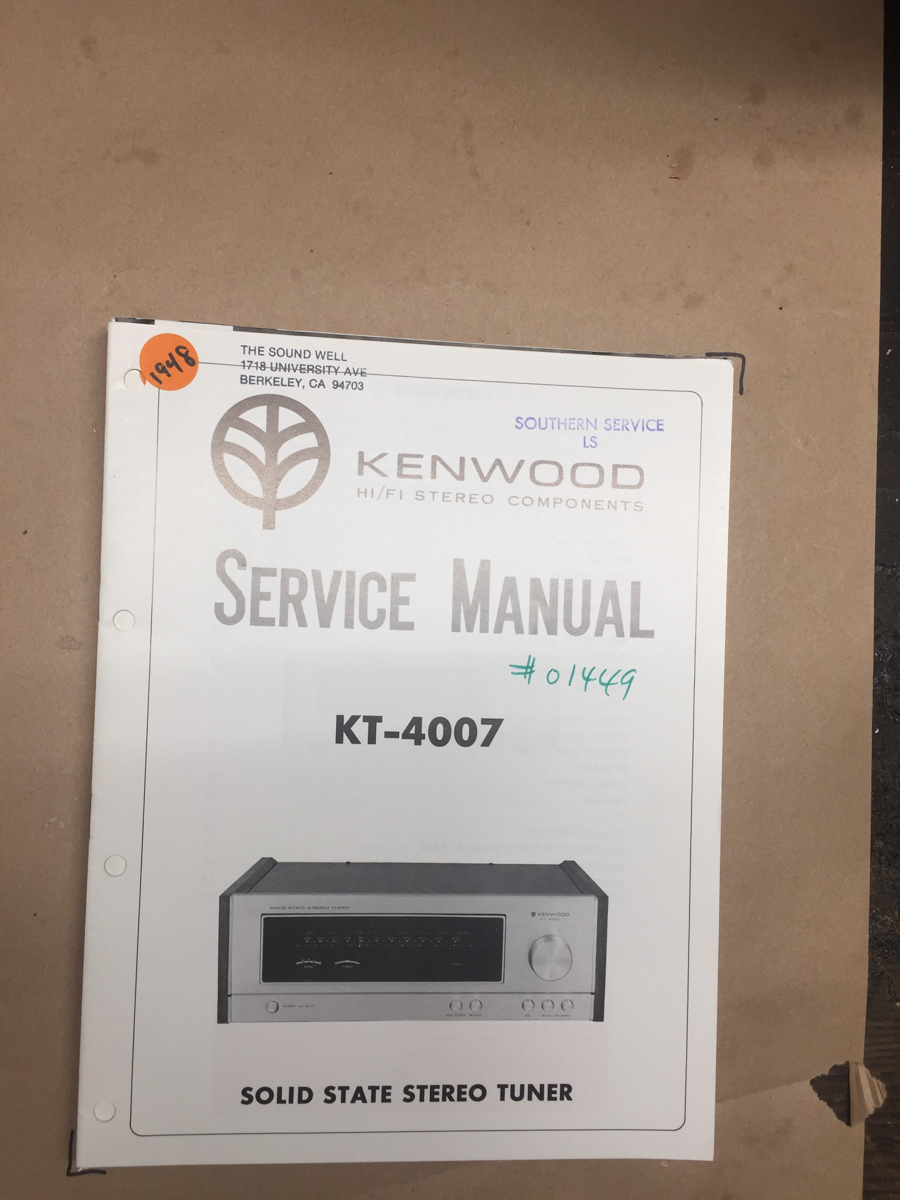 1948
THE SOUND WELL
1718 UNIVERSITY AVE
BERKELEY, CA 94703
SOUTHERN SERVICE
LS
KENWOOD
HI/FI STEREO COMPONENTS
SERVICE MANUAL
#01449
KT-4007
SOLID STATE STEREO TUNER
KENWOOD
SOLID STATE STEREO TUNER